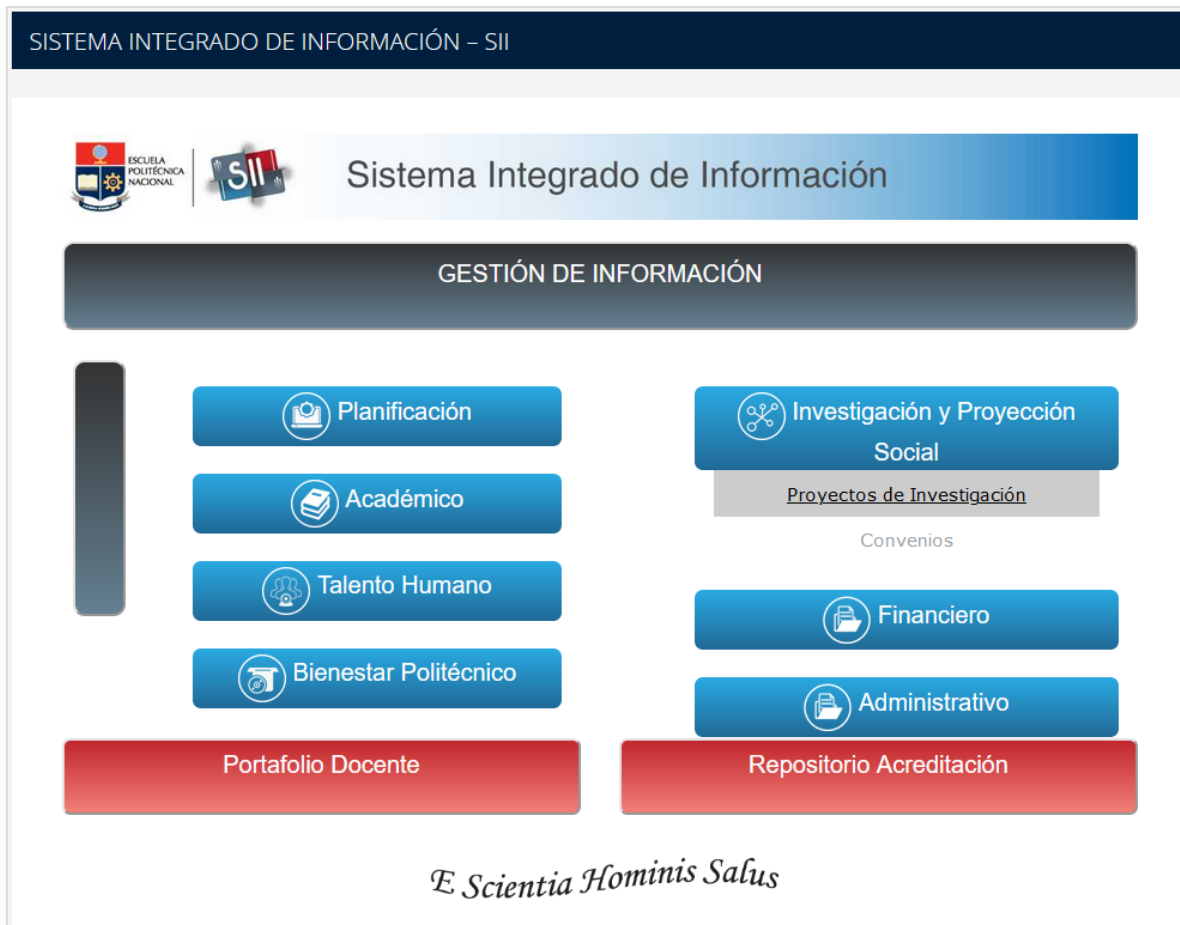 SISTEMA INTEGRADO DE INFORMACIÓN – SII
ESCUELA
POLITÉCNICA
NACIONAL
SII
Sistema Integrado de Información
GESTIÓN DE INFORMACIÓN
Planificación
Académico
Talento Humano
Bienestar Politécnico
Investigación y Proyección
Social
Proyectos de Investigación
Convenios
Financiero
Administrativo
Portafolio Docente
Repositorio Acreditación
E Scientia Hominis Salus